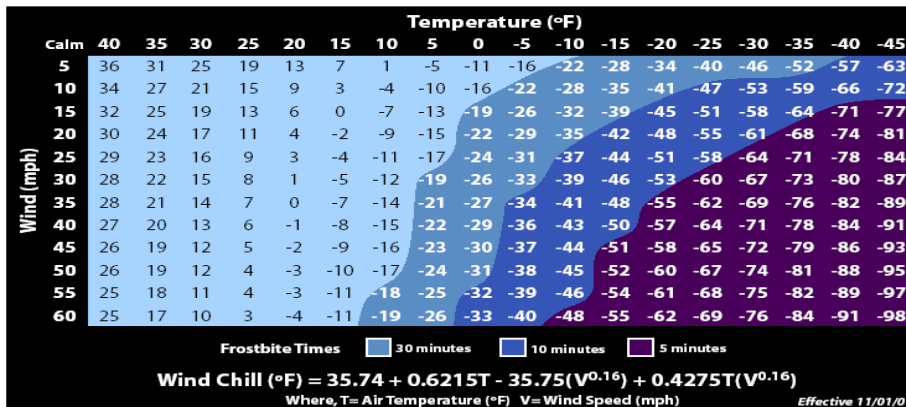 Temperature (°F)
Calm 40 35 30 25 20 15 10 5 0 -5 -10 -15 -20 -25 -30 -35 -40 -45
5 36 31 25 19 13 7 1 -5 -11 -16 -22 -28 -34 -40 -46 -52 -57 -63
10 34 27 21 15 9 3 -4 -10 -16 -22 -28 -35 -41 -47 -53 -59 -66 -72
15 32 25 19 13 6 0 -7 -13 -19 -26 -32 -39 -45 -51 -58 -64 -71 -77
20 30 24 17 11 4 -2 -9 -15 -22 -29 -35 -42 -48 -55 -61 -68 -74 -81
25 29 23 16 9 3 -4 -11 -17 -24 -31 -37 -44 -51 -58 -64 -71 -78 -84
30 28 22 15 8 1 -5 -12 -19 -26 -33 -39 -46 -53 -60 -67 -73 -80 -87
35 28 21 14 7 0 -7 -14 -21 -27 -34 -41 -48 -55 -62 -69 -76 -82 -89
40 27 20 13 6 -1 -8 -15 -22 -29 -36 -43 -50 -57 -64 -71 -78 -84 -91
45 26 19 12 5 -2 -9 -16 -23 -30 -37 -44 -51 -58 -65 -72 -79 -86 -93
50 26 19 12 4 -3 -10 -17 -24 -31 -38 -45 -52 -60 -67 -74 -81 -88 -95
55 25 18 11 4 -3 -11 -18 -25 -32 -39 -46 -54 -61 -68 -75 -82 -89 -97
60 25 17 10 3 -4 -11 -19 -26 -33 -40 -48 -55 -62 -69 -76 -84 -91 -98
Wind (mph)
Frostbite Times 30 minutes 10 minutes 5 minutes
Wind Chill (°F) = 35.74 + 0.6215T - 35.75(V^0.16) + 0.4275T(V^0.16)
Where, T= Air Temperature (°F) V= Wind Speed (mph)
Effective 11/01/0